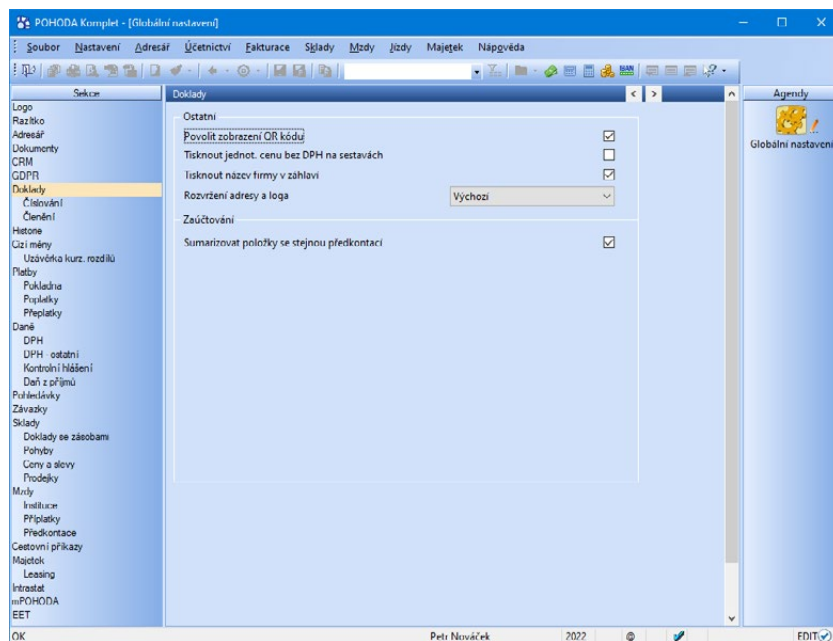 POHODA Komplet - [Globální nastavení]
Soubor Nastavení Adresář Účetnictví Fakturace Sklady Mzdy Jízdy Majetek Nápověda
Sekce
Doklady
Agendy
Logo
Razítko
Adresář
Dokumenty
CRM
GDPR
Doklady
Číslování
Členění
Historie
Cizí měny
Uzávěrka kurz. rozdílů
Platby
Pokladna
Poplatky
Přeplatky
Daně
DPH
DPH - ostatní
Kontrolní hlášení
Daň z příjmů
Pohledávky
Závazky
Sklady
Doklady se zásobami
Pohyby
Ceny a slevy
Prodejky
Mzdy
Instituce
Příplatky
Předkontace
Cestovní příkazy
Majetek
Leasing
Intrastat
mPOHODA
EET
Ostatní
Povolit zobrazení QR kódu
Tisknout jednot. cenu bez DPH na sestavách
Tisknout název firmy v záhlaví
Rozvržení adresy a loga Výchozí
Zaúčtování
Sumarizovat položky se stejnou předkontací
Globální nastavení
OK Petr Nováček 2022 @ EDIT